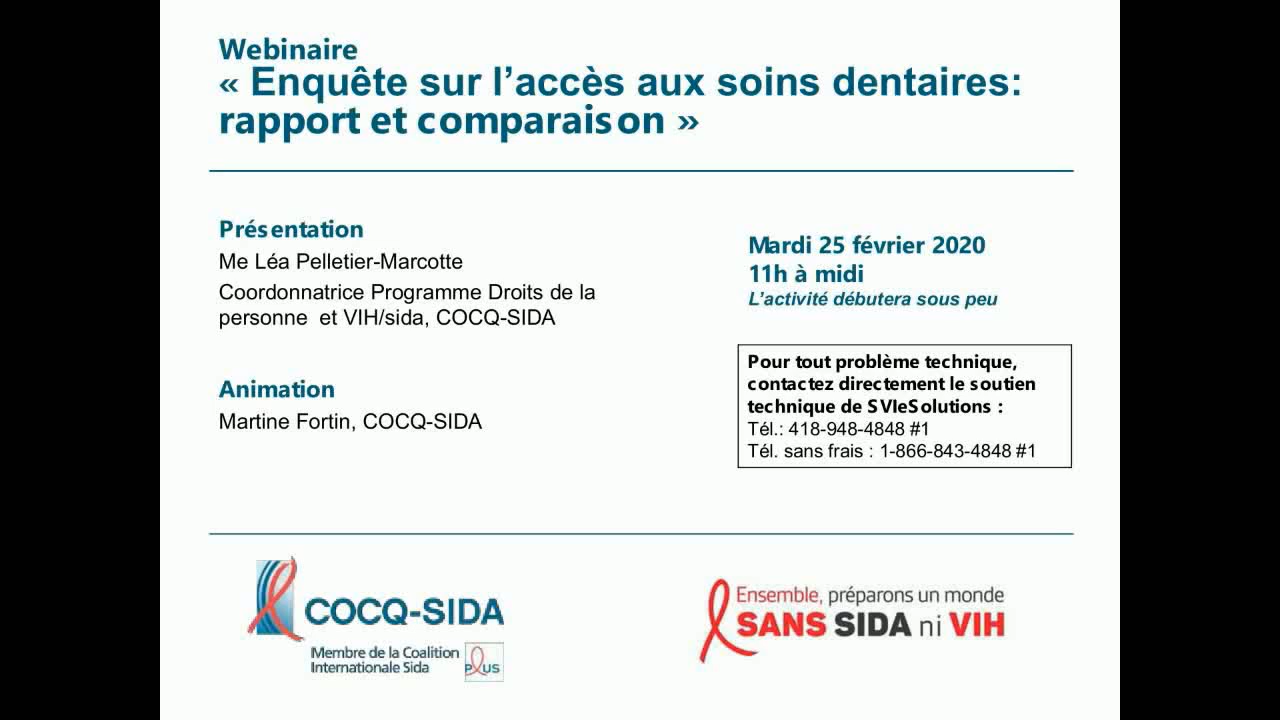 Webinaire
« Enquête sur l’accès aux soins dentaires:
rapport et comparaison »
Présentation
Me Léa Pelletier-Marcotte
Coordonnatrice Programme Droits de la
personne et VIH/sida, COCQ-SIDA
Animation
Martine Fortin, COCQ-SIDA
Mardi 25 février 2020
11h à midi
L’activité débutera sous peu
Pour tout problème technique,
contactez directement le soutien
technique de SVIeSolutions :
Tél.: 418-948-4848 #1
Tél. sans frais : 1-866-843-4848 #1
COCQ-SIDA
Membre de la Coalition
Internationale Sida
PLUS
Ensemble, préparons un monde
SANS SIDA ni VIH